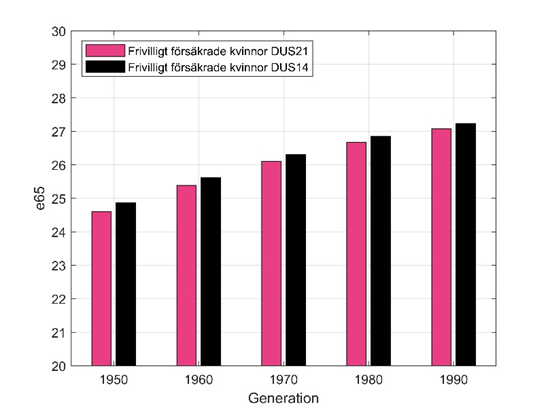 30
29
28
27
26
25
24
23
22
21
20
e65
Frivilligt försäkrade kvinnor DUS21
Frivilligt försäkrade kvinnor DUS14
1950 1960 1970 1980 1990
Generation